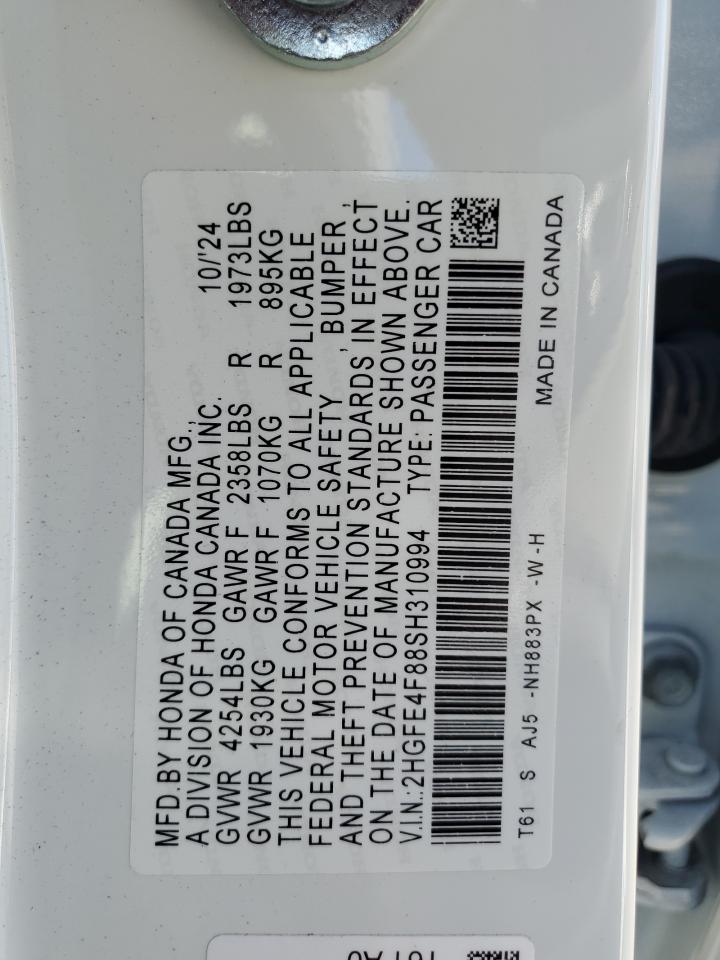 MFD.BY HONDA OF CANADA MFG., 10/'24
A DIVISION OF HONDA CANADA INC.
GVWR 4254LBS GAWR F 2358LBS R 1973LBS
GVWR 1930KG GAWR F 1070KG R 895KG
THIS VEHICLE CONFORMS TO ALL APPLICABLE
FEDERAL MOTOR VEHICLE SAFETY, BUMPER,
AND THEFT PREVENTION STANDARDS, IN EFFECT
ON THE DATE OF MANUFACTURE SHOWN ABOVE.
V.I.N.:2HGFE4F88SH310994 TYPE: PASSENGER CAR
T61 S AJ5 -NH883PX -W-H MADE IN CANADA